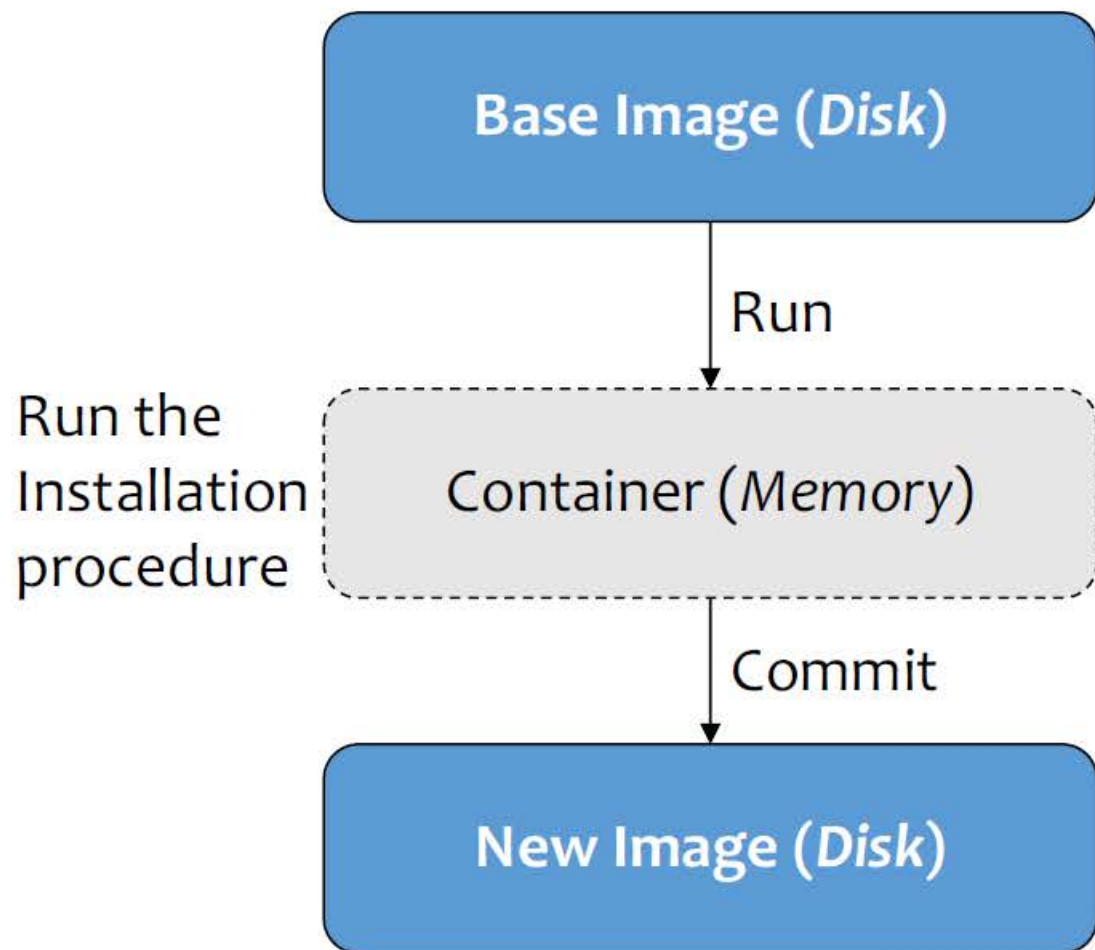 Base Image (Disk)
Run
Run the
Installation
procedure
Container (Memory)
Commit
New Image (Disk)